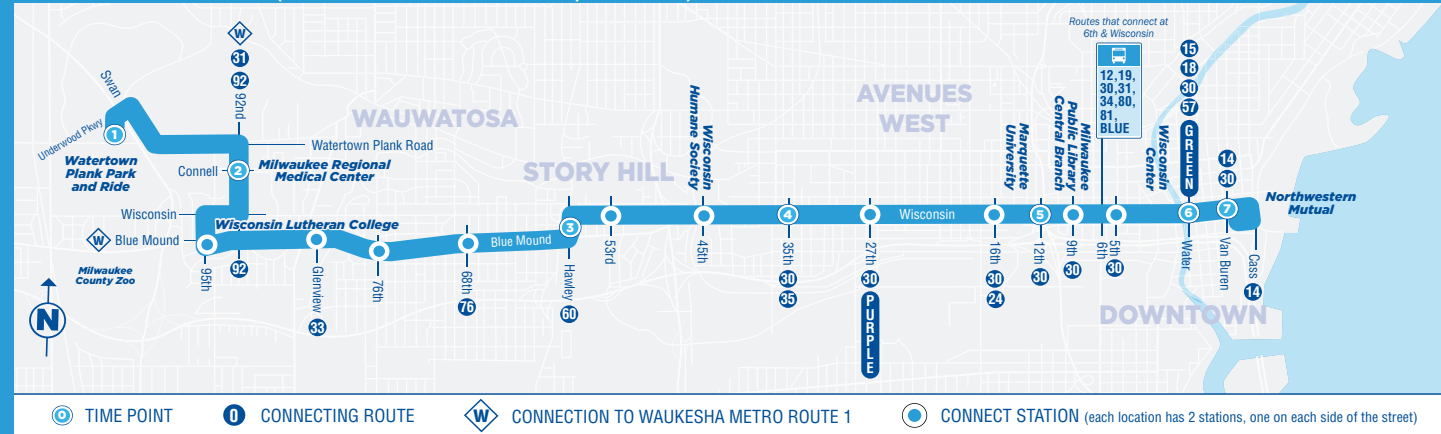 Routes that connect at
6th & Wisconsin
12,19,
30,31,
34,80,
81,
BLUE
W
31
92
92nd
15
18
30
57
GREEN
14
30
Swan
Underwood Pkwy
1
Watertown
Plank Park
and Ride
WAUWATOSA
AVENUES
WEST
STORY HILL
DOWNTOWN
Watertown Plank Road
Connell
2
Milwaukee Regional
Medical Center
Wisconsin
Wisconsin Lutheran College
W
Blue Mound
Milwaukee
County Zoo
95th
92
Glenview
33
76th
68th
76
Blue Mound
3
Hawley
60
53rd
Wisconsin
Humane Society
45th
4
35th
30
35
27th
30
PURPLE
Wisconsin
Marquette
University
16th
30
24
5
12th
30
Milwaukee
Public Library
Central Branch
9th
30
6th
5th
30
Wisconsin
Center
6
Water
7
Van Buren
Cass
14
Northwestern
Mutual
N
0 TIME POINT
0 CONNECTING ROUTE
W CONNECTION TO WAUKESHA METRO ROUTE 1
CONNECT STATION (each location has 2 stations, one on each side of the street)